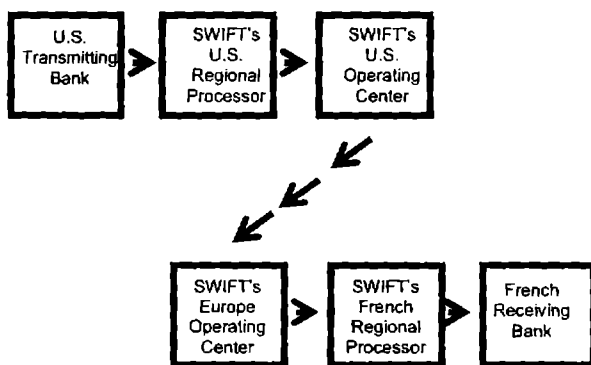 U.S.
Transmitting
Bank
SWIFT's
U.S.
Regional
Processor
SWIFT's
U.S.
Operating
Center
SWIFT's
Europe
Operating
Center
SWIFT's
French
Regional
Processor
French
Receiving
Bank